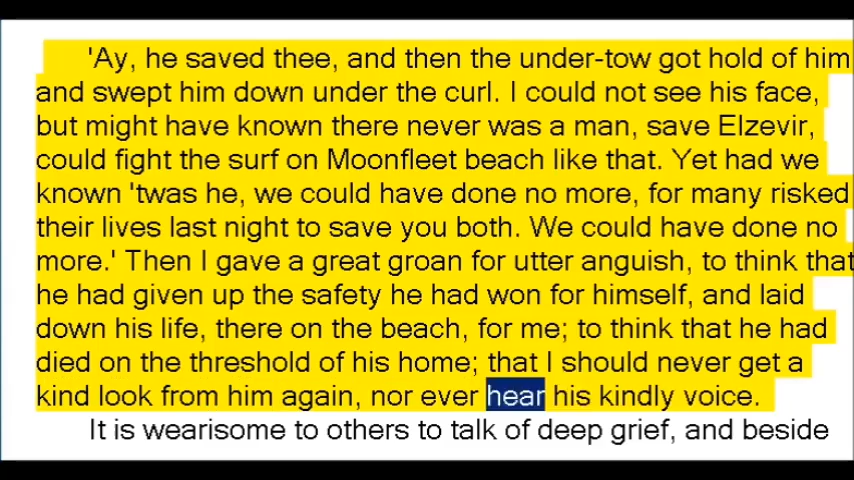 'Ay, he saved thee, and then the under-tow got hold of him
and swept him down under the curl. I could not see his face,
but might have known there never was a man, save Elzevir,
could fight the surf on Moonfleet beach like that. Yet had we
known 'twas he, we could have done no more, for many risked
their lives last night to save you both. We could have done no
more.' Then I gave a great groan for utter anguish, to think that
he had given up the safety he had won for himself, and laid
down his life, there on the beach, for me; to think that he had
died on the threshold of his home; that I should never get a
kind look from him again, nor ever hear his kindly voice.
It is wearisome to others to talk of deep grief, and beside